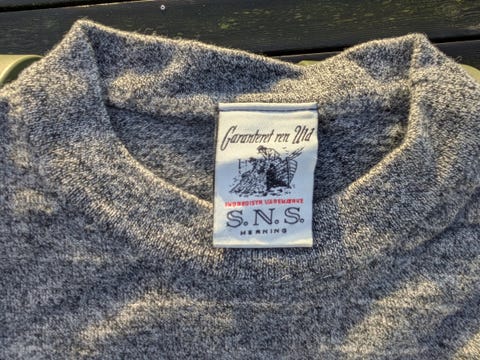 Garanteret ren Uld
INDREGISTR VAREMÆRKE
S.N.S.
HERNING